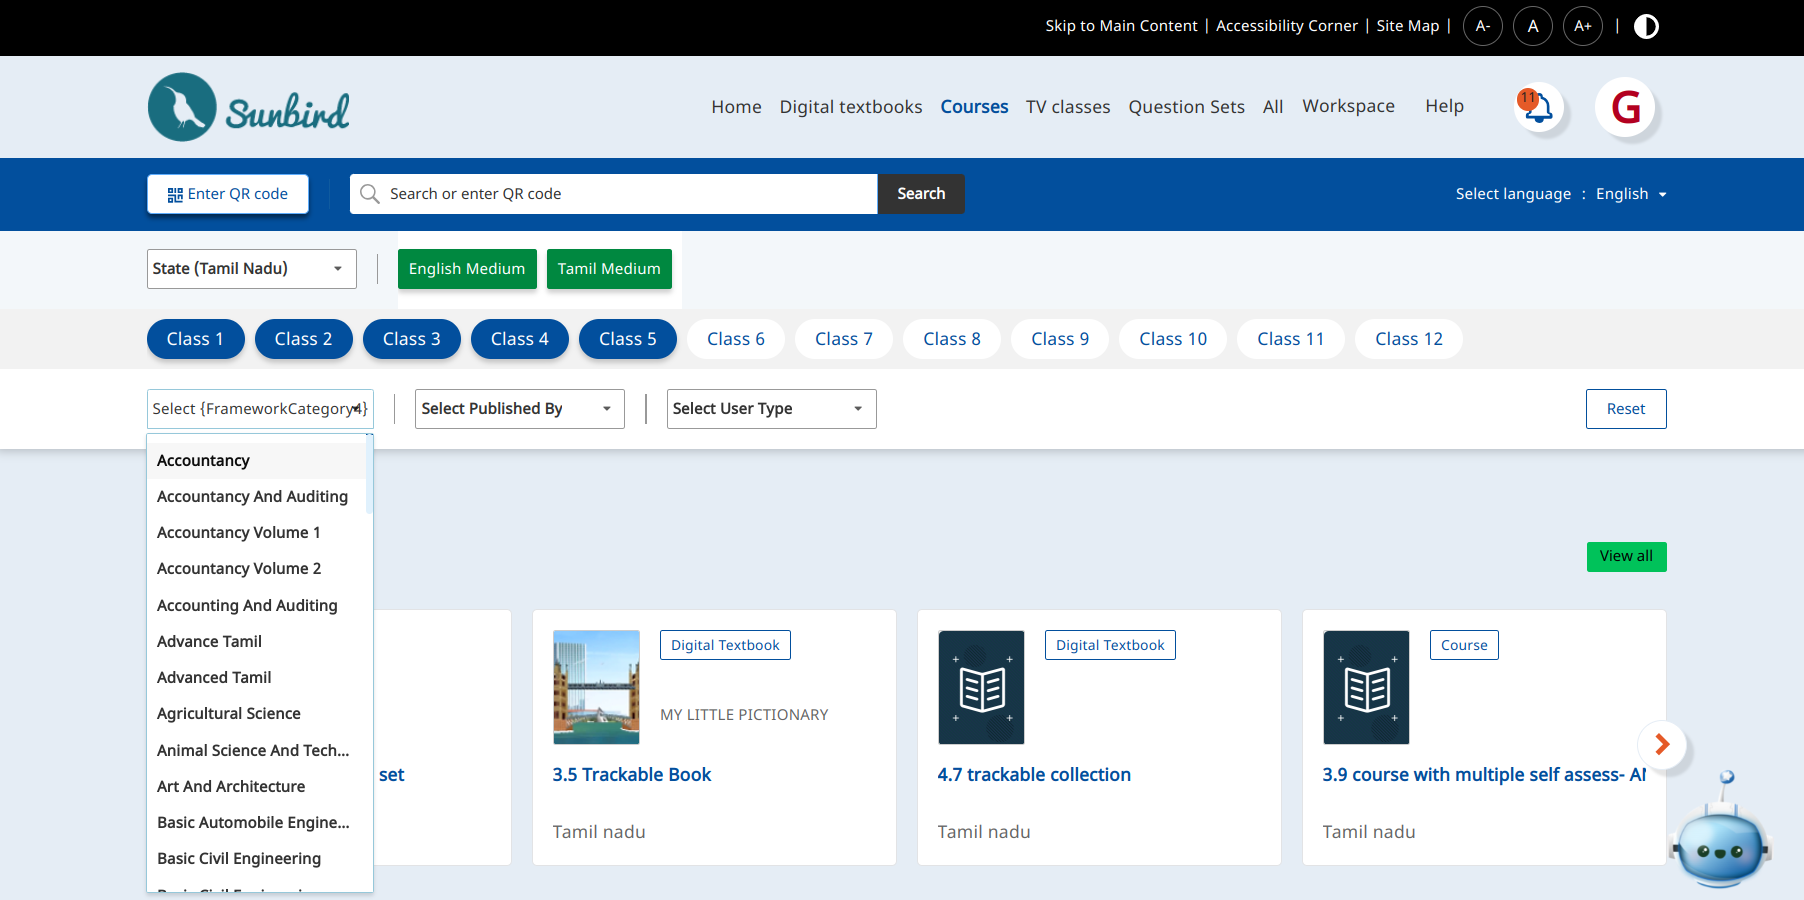 Skip to Main Content | Accessibility Corner | Site Map | A- A A+ |
Sunbird
Home Digital textbooks Courses TV classes Question Sets All Workspace Help 11 G
Enter QR code Search or enter QR code Search Select language : English
State (Tamil Nadu) English Medium Tamil Medium
Class 1 Class 2 Class 3 Class 4 Class 5 Class 6 Class 7 Class 8 Class 9 Class 10 Class 11 Class 12
Select {FrameworkCategory4} Select Published By Select User Type Reset
Accountancy
Accountancy And Auditing
Accountancy Volume 1
Accountancy Volume 2
Accounting And Auditing
Advance Tamil
Advanced Tamil
Agricultural Science
Animal Science And Tech...
Art And Architecture
Basic Automobile Engine...
Basic Civil Engineering
View all
set
Digital Textbook
MY LITTLE PICTIONARY
3.5 Trackable Book
Tamil nadu
Digital Textbook
4.7 trackable collection
Tamil nadu
Course
3.9 course with multiple self assess-
Tamil nadu